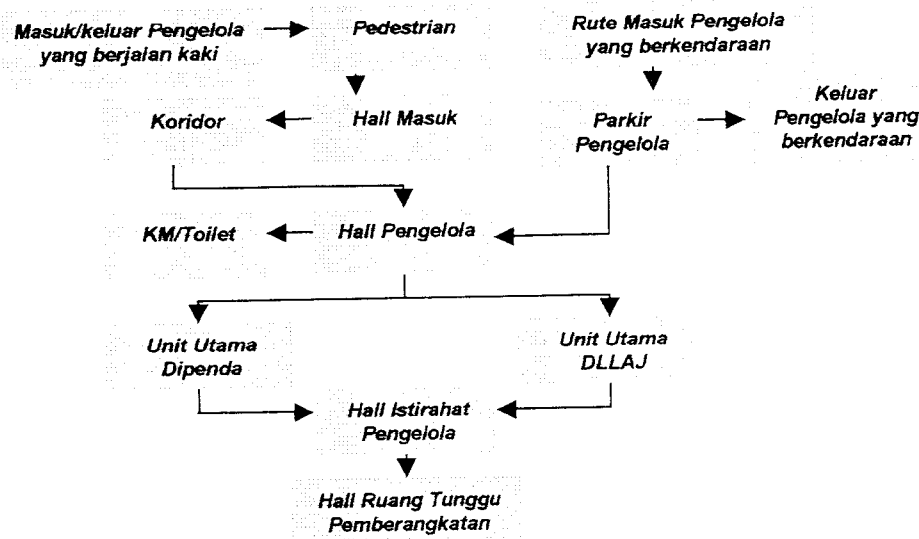 Masuk/keluar Pengelola
yang berjalan kaki
Pedestrian
Rute Masuk Pengelola
yang berkendaraan
Koridor
Hall Masuk
Parkir
Pengelola
Keluar
Pengelola yang
berkendaraan
KM/Toilet
Hall Pengelola
Unit Utama
Dipenda
Unit Utama
DLLAJ
Hall Istirahat
Pengelola
Hall Ruang Tunggu
Pemberangkatan